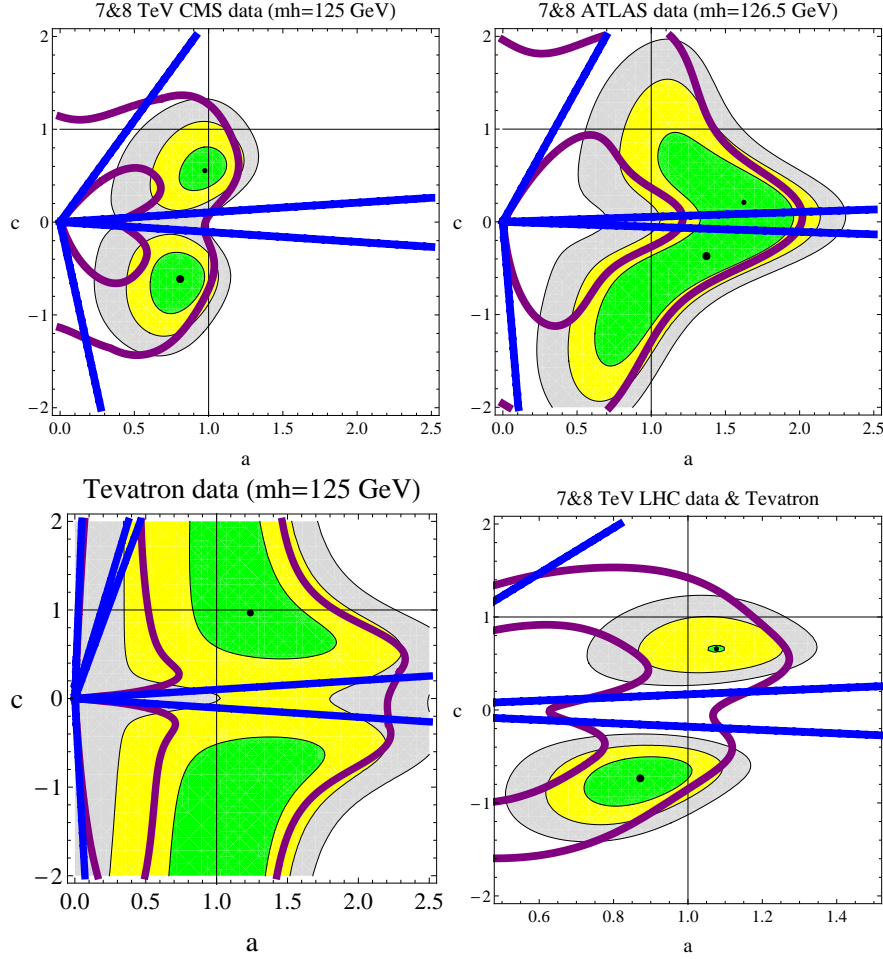 7&8 TeV CMS data (mh=125 GeV)
2
1
c
0
−1
−2
0.0 0.5 1.0 1.5 2.0 2.5
a
7&8 ATLAS data (mh=126.5 GeV)
2
1
c
0
−1
−2
0.0 0.5 1.0 1.5 2.0 2.5
a
Tevatron data (mh=125 GeV)
2
1
c
0
−1
−2
0.0 0.5 1.0 1.5 2.0 2.5
a
7&8 TeV LHC data & Tevatron
2
1
c
0
−1
−2
0.6 0.8 1.0 1.2 1.4
a